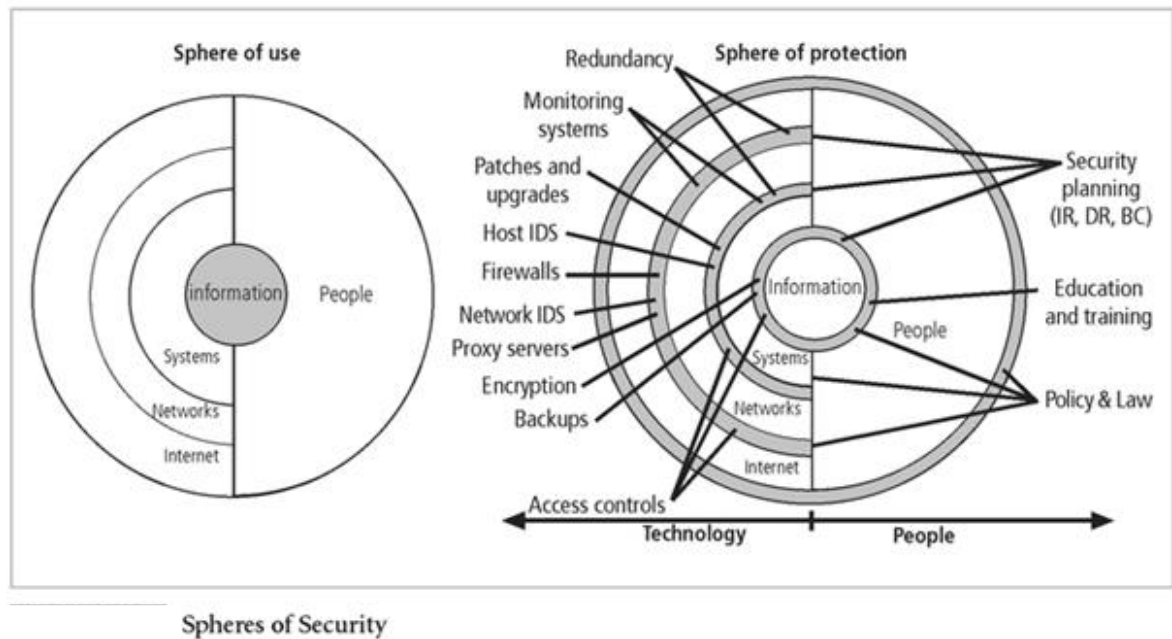 Sphere of use
information
People
Systems
Networks
Internet
Sphere of protection
Redundancy
Monitoring
systems
Patches and
upgrades
Host IDS
Firewalls
Network IDS
Proxy servers
Encryption
Backups
Access controls
Information
People
Systems
Networks
Internet
Security
planning
(IR, DR, BC)
Education
and training
Policy & Law
Technology
People
Spheres of Security